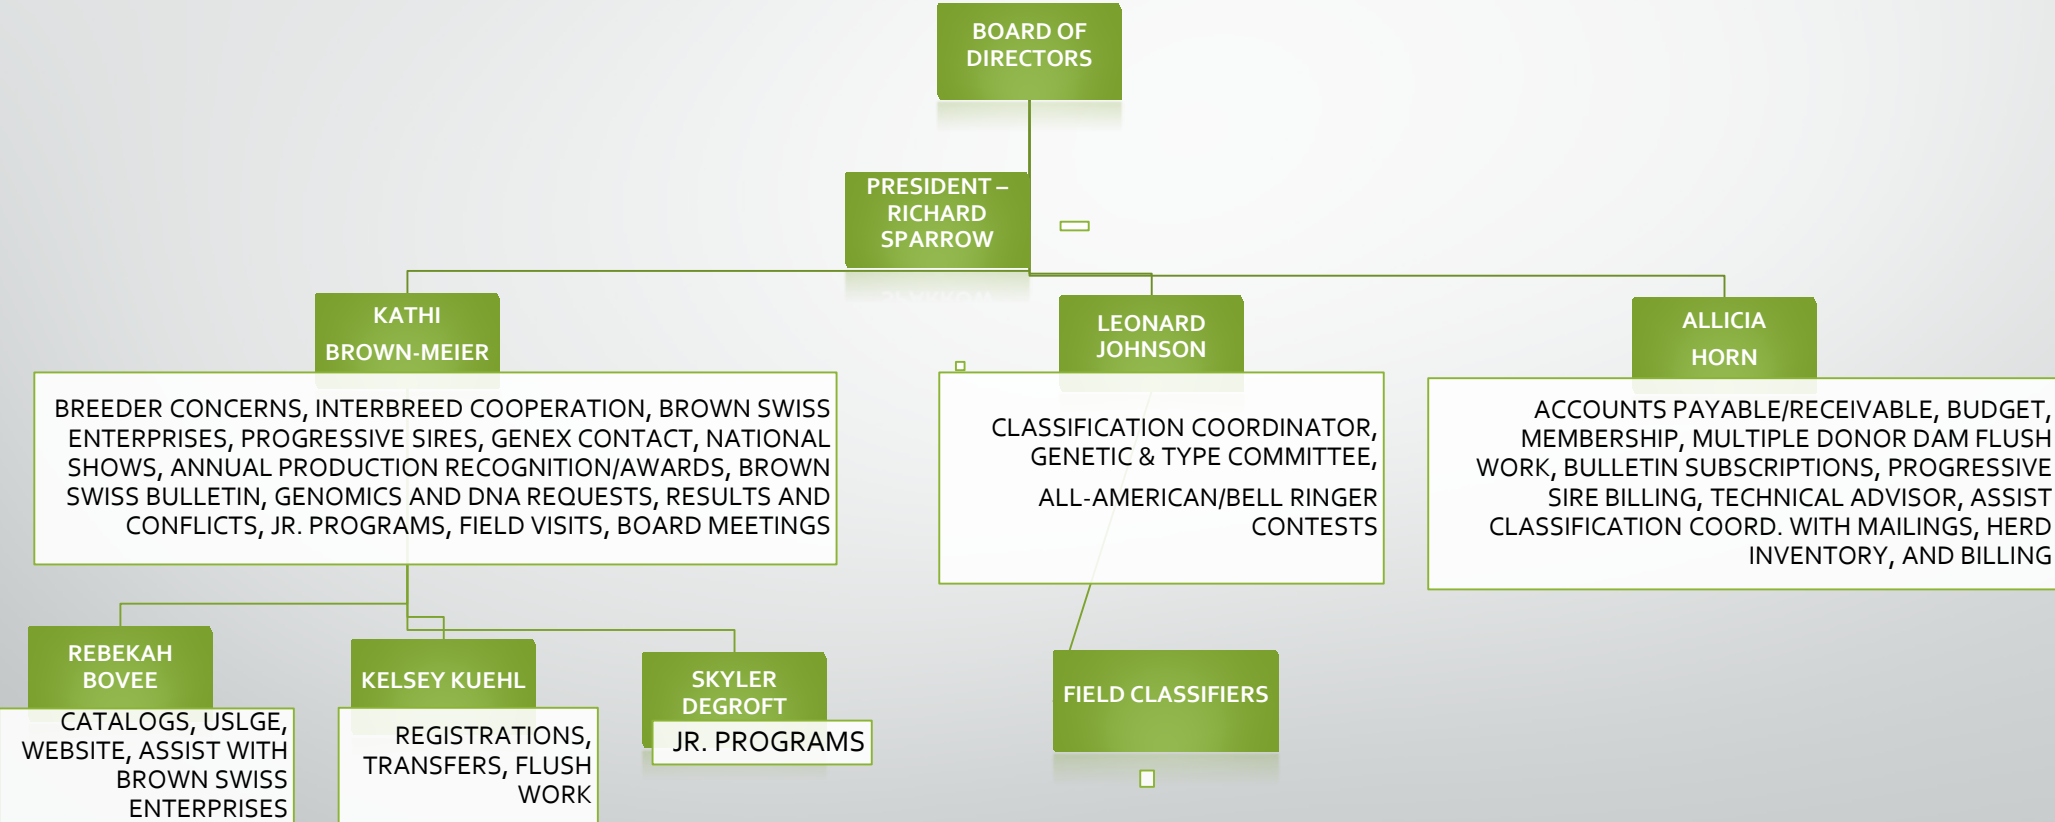 BOARD OF
DIRECTORS
PRESIDENT –
RICHARD
SPARROW
KATHI
BROWN-MEIER
BREEDER CONCERNS, INTERBREED COOPERATION, BROWN SWISS
ENTERPRISES, PROGRESSIVE SIRES, GENEX CONTACT, NATIONAL
SHOWS, ANNUAL PRODUCTION RECOGNITION/AWARDS, BROWN
SWISS BULLETIN, GENOMICS AND DNA REQUESTS, RESULTS AND
CONFLICTS, JR. PROGRAMS, FIELD VISITS, BOARD MEETINGS
LEONARD
JOHNSON
CLASSIFICATION COORDINATOR,
GENETIC & TYPE COMMITTEE,
ALL-AMERICAN/BELL RINGER
CONTESTS
ALLICIA
HORN
ACCOUNTS PAYABLE/RECEIVABLE, BUDGET,
MEMBERSHIP, MULTIPLE DONOR DAM FLUSH
WORK, BULLETIN SUBSCRIPTIONS, PROGRESSIVE
SIRE BILLING, TECHNICAL ADVISOR, ASSIST
CLASSIFICATION COORD. WITH MAILINGS, HERD
INVENTORY, AND BILLING
REBEKAH
BOVEE
CATALOGS, USLGE,
WEBSITE, ASSIST WITH
BROWN SWISS
ENTERPRISES
KELSEY KUEHL
REGISTRATIONS,
TRANSFERS, FLUSH
WORK
SKYLER
DEGROFT
JR. PROGRAMS
FIELD CLASSIFIERS